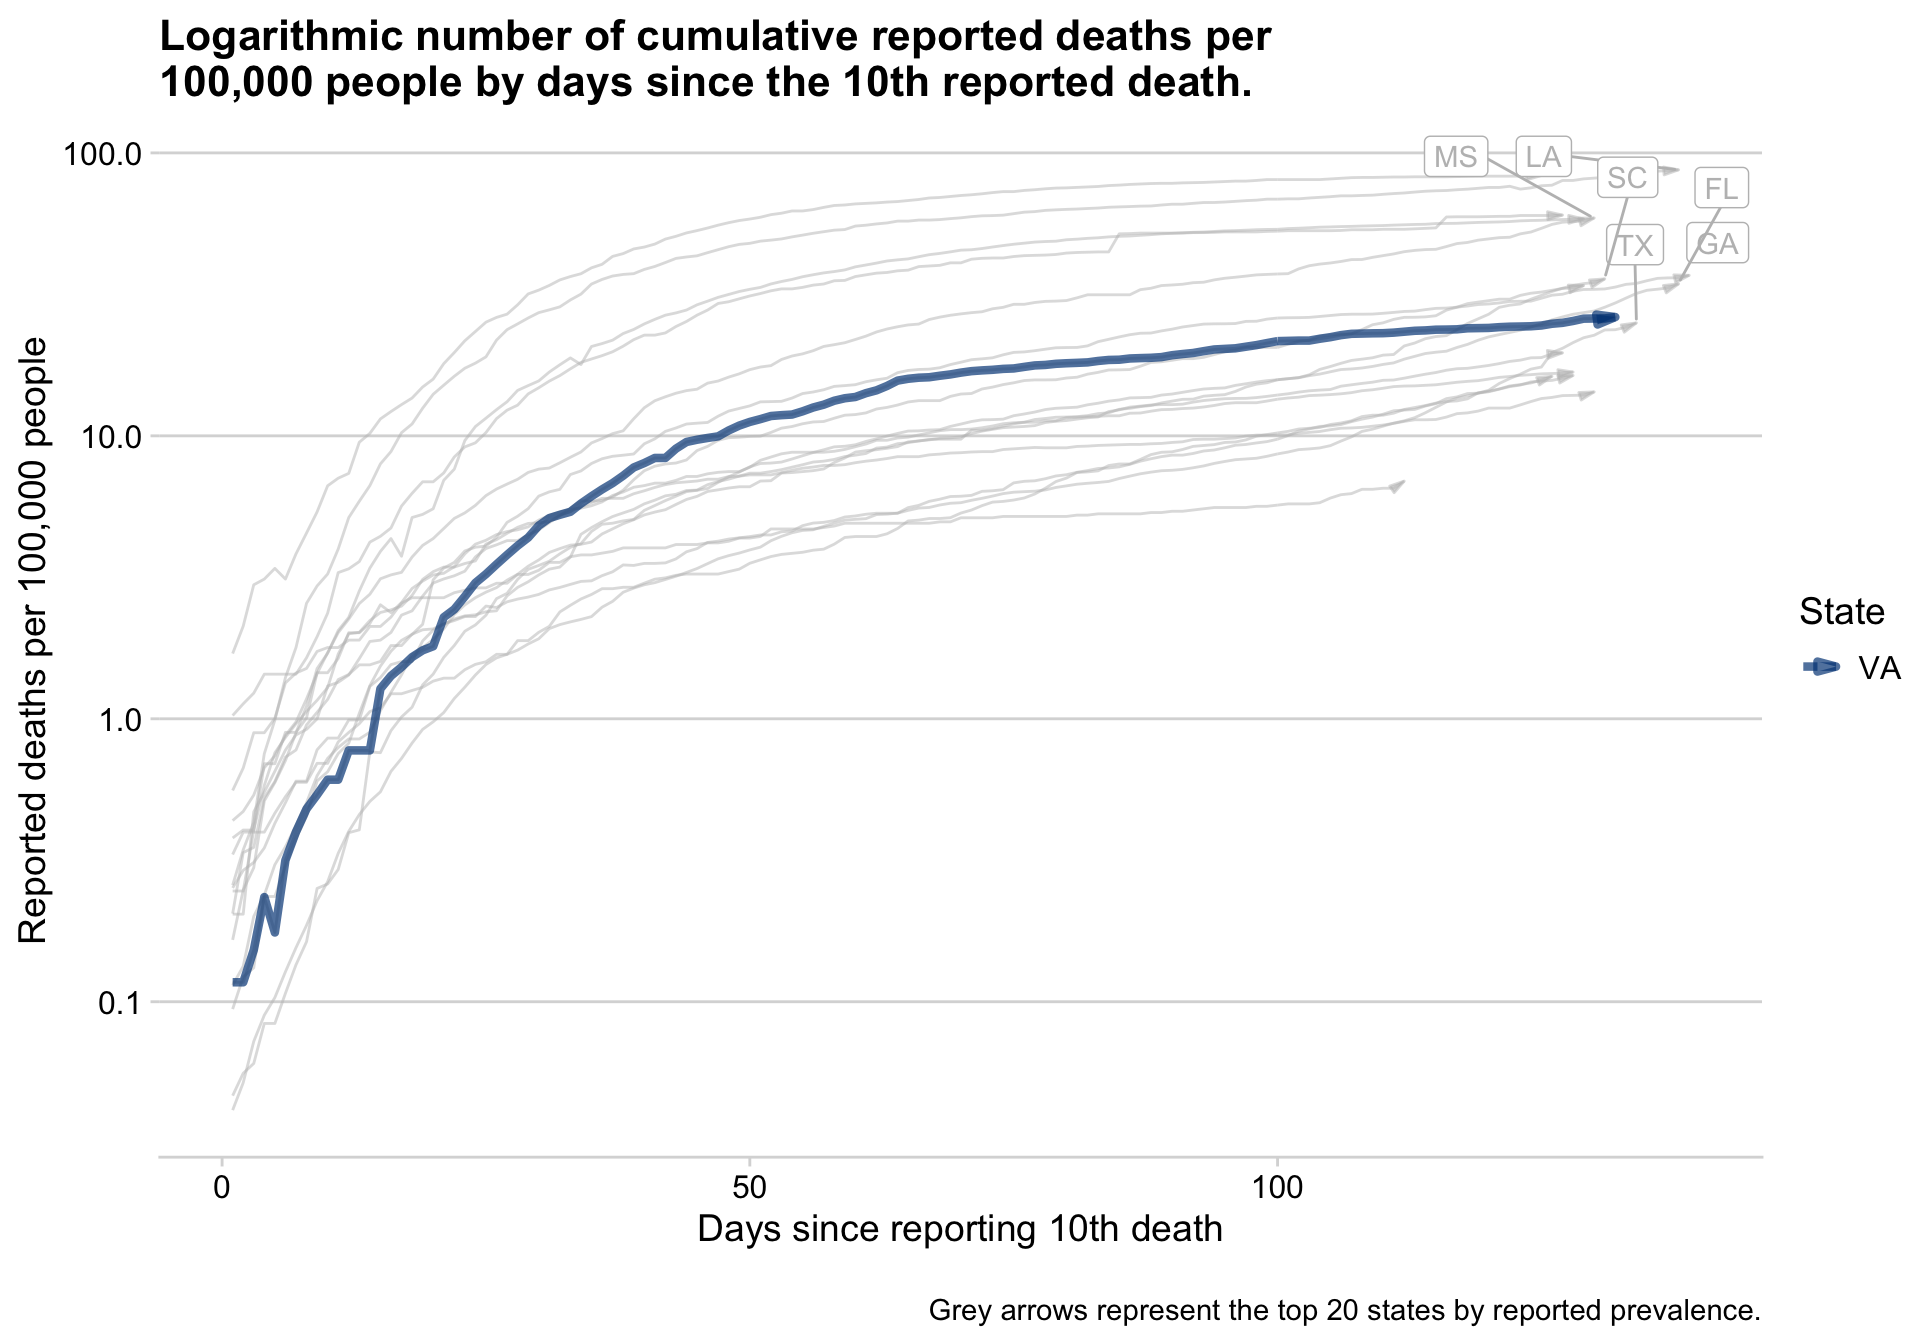 Logarithmic number of cumulative reported deaths per
100,000 people by days since the 10th reported death.
100.0
10.0
1.0
0.1
Reported deaths per 100,000 people
MS
LA
SC
FL
TX
GA
State
VA
0
50
100
Days since reporting 10th death
Grey arrows represent the top 20 states by reported prevalence.